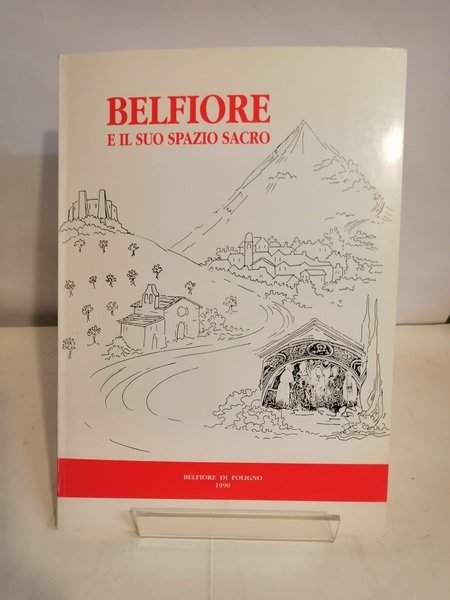 BELFIORE
E IL SUO SPAZIO SACRO
BELFIORE DI FOLIGNO
1990